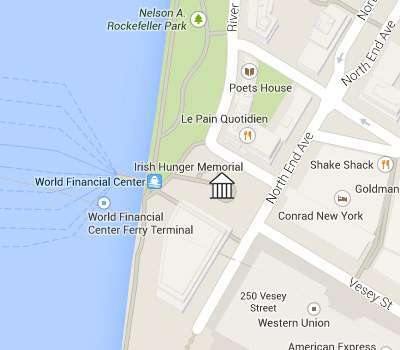 Nelson A.
Rockefeller Park
River
North End Ave
Poets House
Le Pain Quotidien
Irish Hunger Memorial
Shake Shack
World Financial Center
North End Ave
Goldman
World Financial
Center Ferry Terminal
Conrad New York
Vesey St
250 Vesey
Street
Western Union
American Express